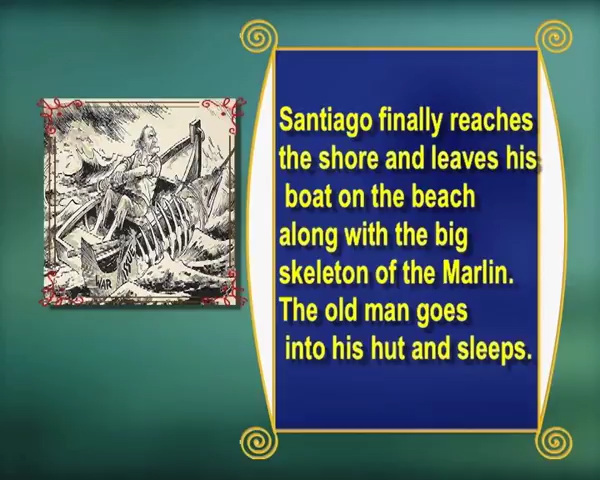 Santiago finally reaches
the shore and leaves his
boat on the beach
along with the big
skeleton of the Marlin.
The old man goes
into his hut and sleeps.
WAR